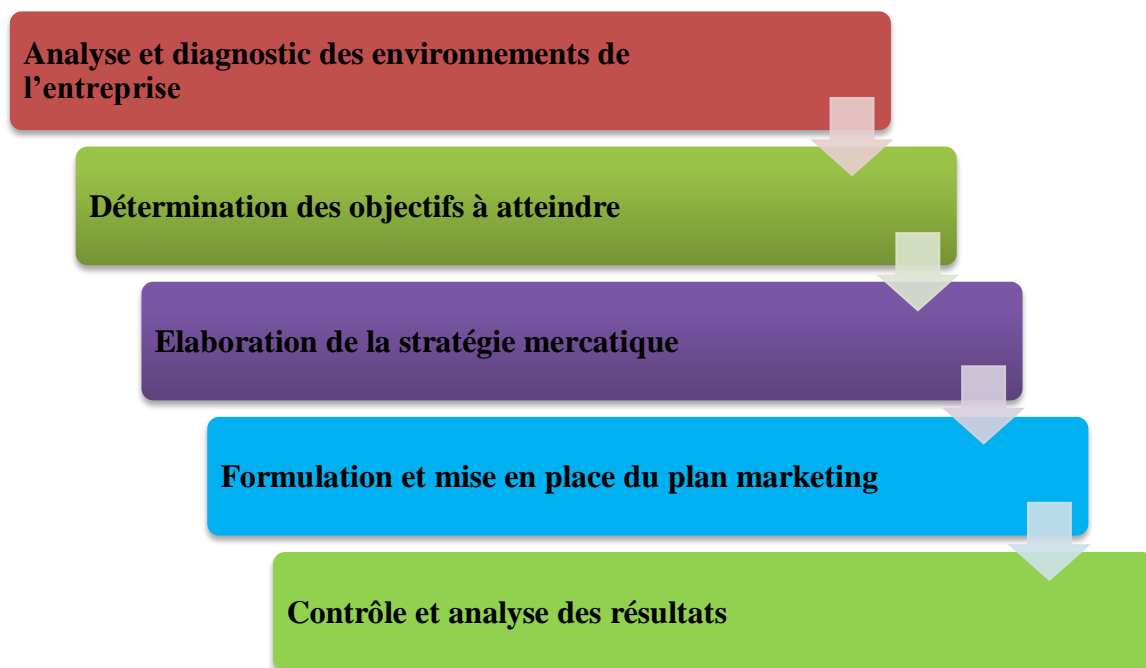 Analyse et diagnostic des environnements de
l’entreprise
Détermination des objectifs à atteindre
Elaboration de la stratégie mercatique
Formulation et mise en place du plan marketing
Contrôle et analyse des résultats